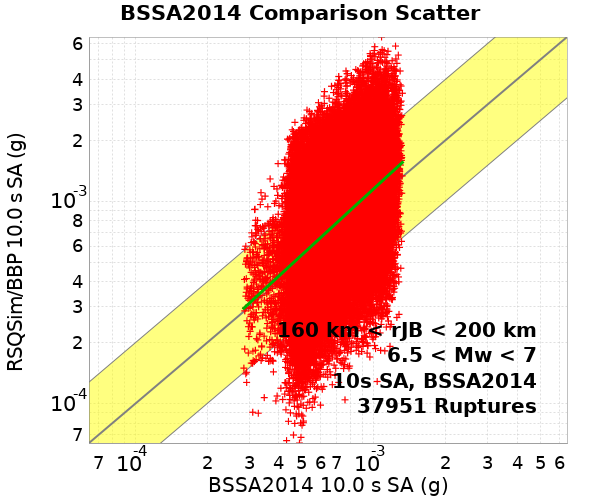 BSSA2014 Comparison Scatter
RSQSim/BBP 10.0 s SA (g)
6
4
3
2
10-3
8
6
4
3
2
10-4
7
160 km < rJB < 200 km
6.5 < Mw < 7
10s SA, BSSA2014
37951 Ruptures
7 10-4 2 3 4 5 6 7 10-3 2 3 4 5 6
BSSA2014 10.0 s SA (g)